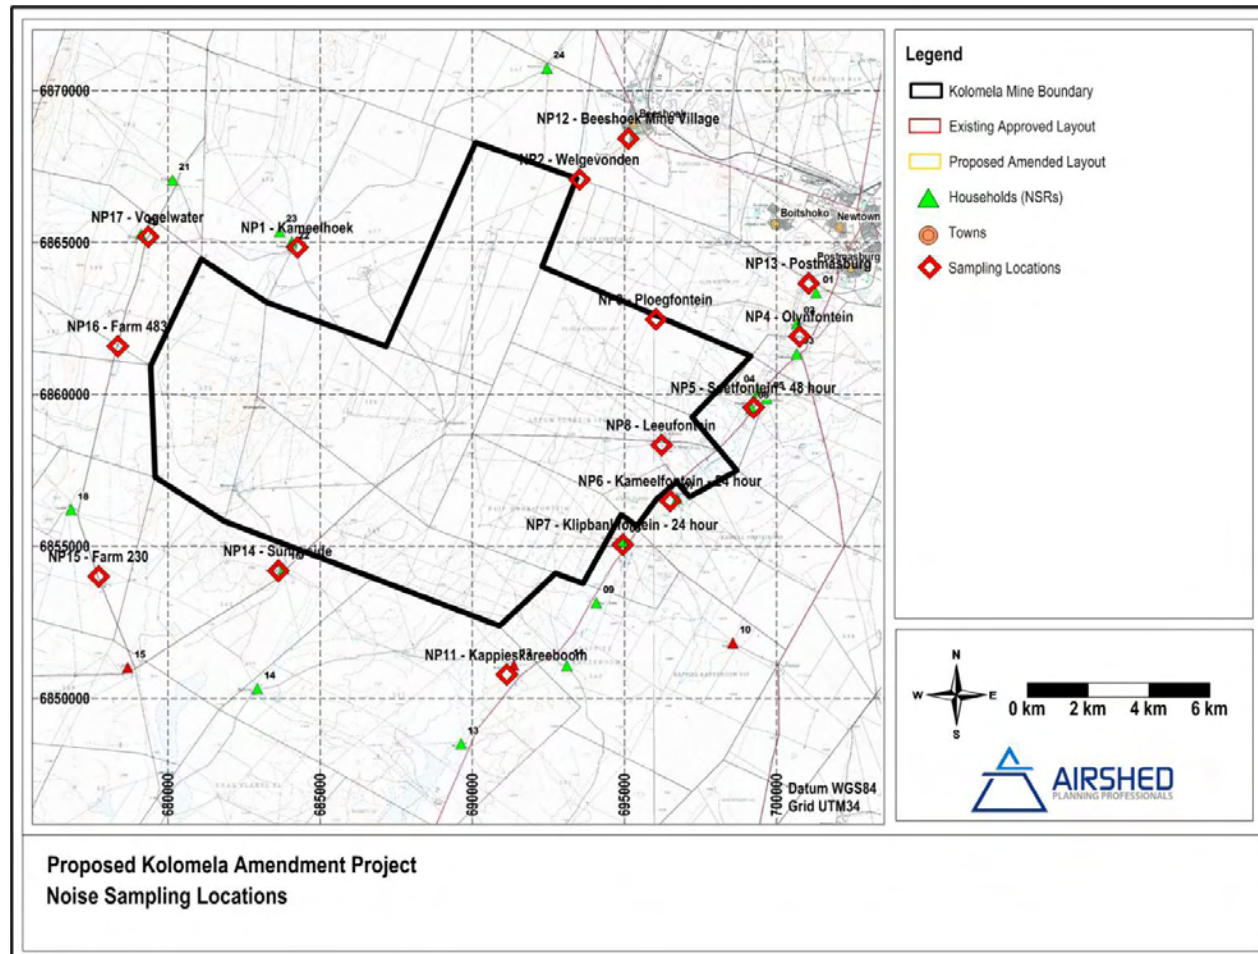 24
6870000
Beeshoek
NP12 - Beeshoek Mine Village
NP2 - Welgevonden
21
NP17 - Vogelwater
23
NP1 - Kameelhoek
22
Boitshoko
Newtown
6865000
Postmasburg
NP13 - Postmasburg
01
Ploegfontein
NP4 - Olynfontein
NP16 - Farm 483
04
NP5 - Soetfontein - 48 hour
6860000
NP8 - Leeufontein
NP6 - Kameelfontein - 24 hour
18
NP7 - Klipbankfontein - 24 hour
6855000
NP14 - Sunnyside
NP15 - Farm 230
09
10
15
NP11 - Kappieskareeboom
14
6850000
13
680000
685000
690000
695000
700000
Datum WGS84
Grid UTM34
Legend
Kolomela Mine Boundary
Existing Approved Layout
Proposed Amended Layout
Households (NSRs)
Towns
Sampling Locations
N
W
E
S
0 km
2 km
4 km
6 km
AIRSHED
PLANNING PROFESSIONALS
Proposed Kolomela Amendment Project
Noise Sampling Locations